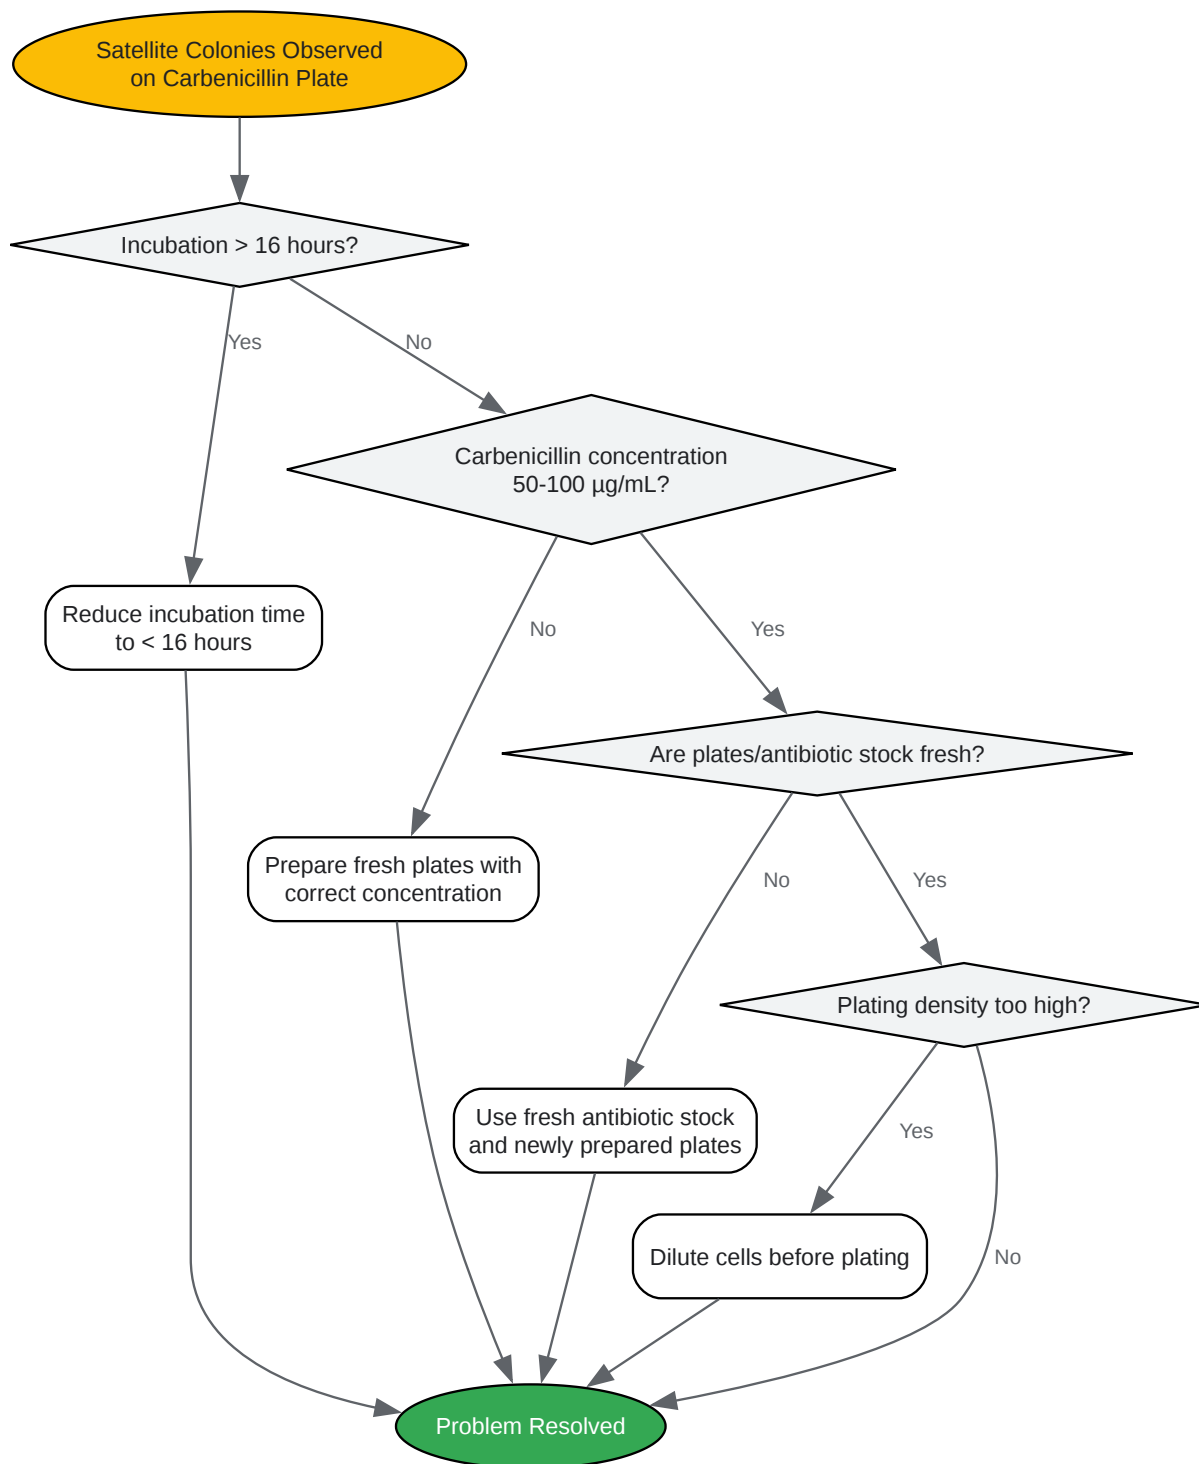 Satellite Colonies Observed
on Carbenicillin Plate
Incubation > 16 hours?
Yes
No
Carbenicillin concentration
50-100 µg/mL?
Reduce incubation time
to < 16 hours
No
Yes
Are plates/antibiotic stock fresh?
Prepare fresh plates with
correct concentration
No
Yes
Plating density too high?
Use fresh antibiotic stock
and newly prepared plates
Yes
Dilute cells before plating
No
Problem Resolved